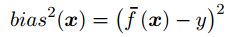 bias²(x) = (f̄ (x) − y)²